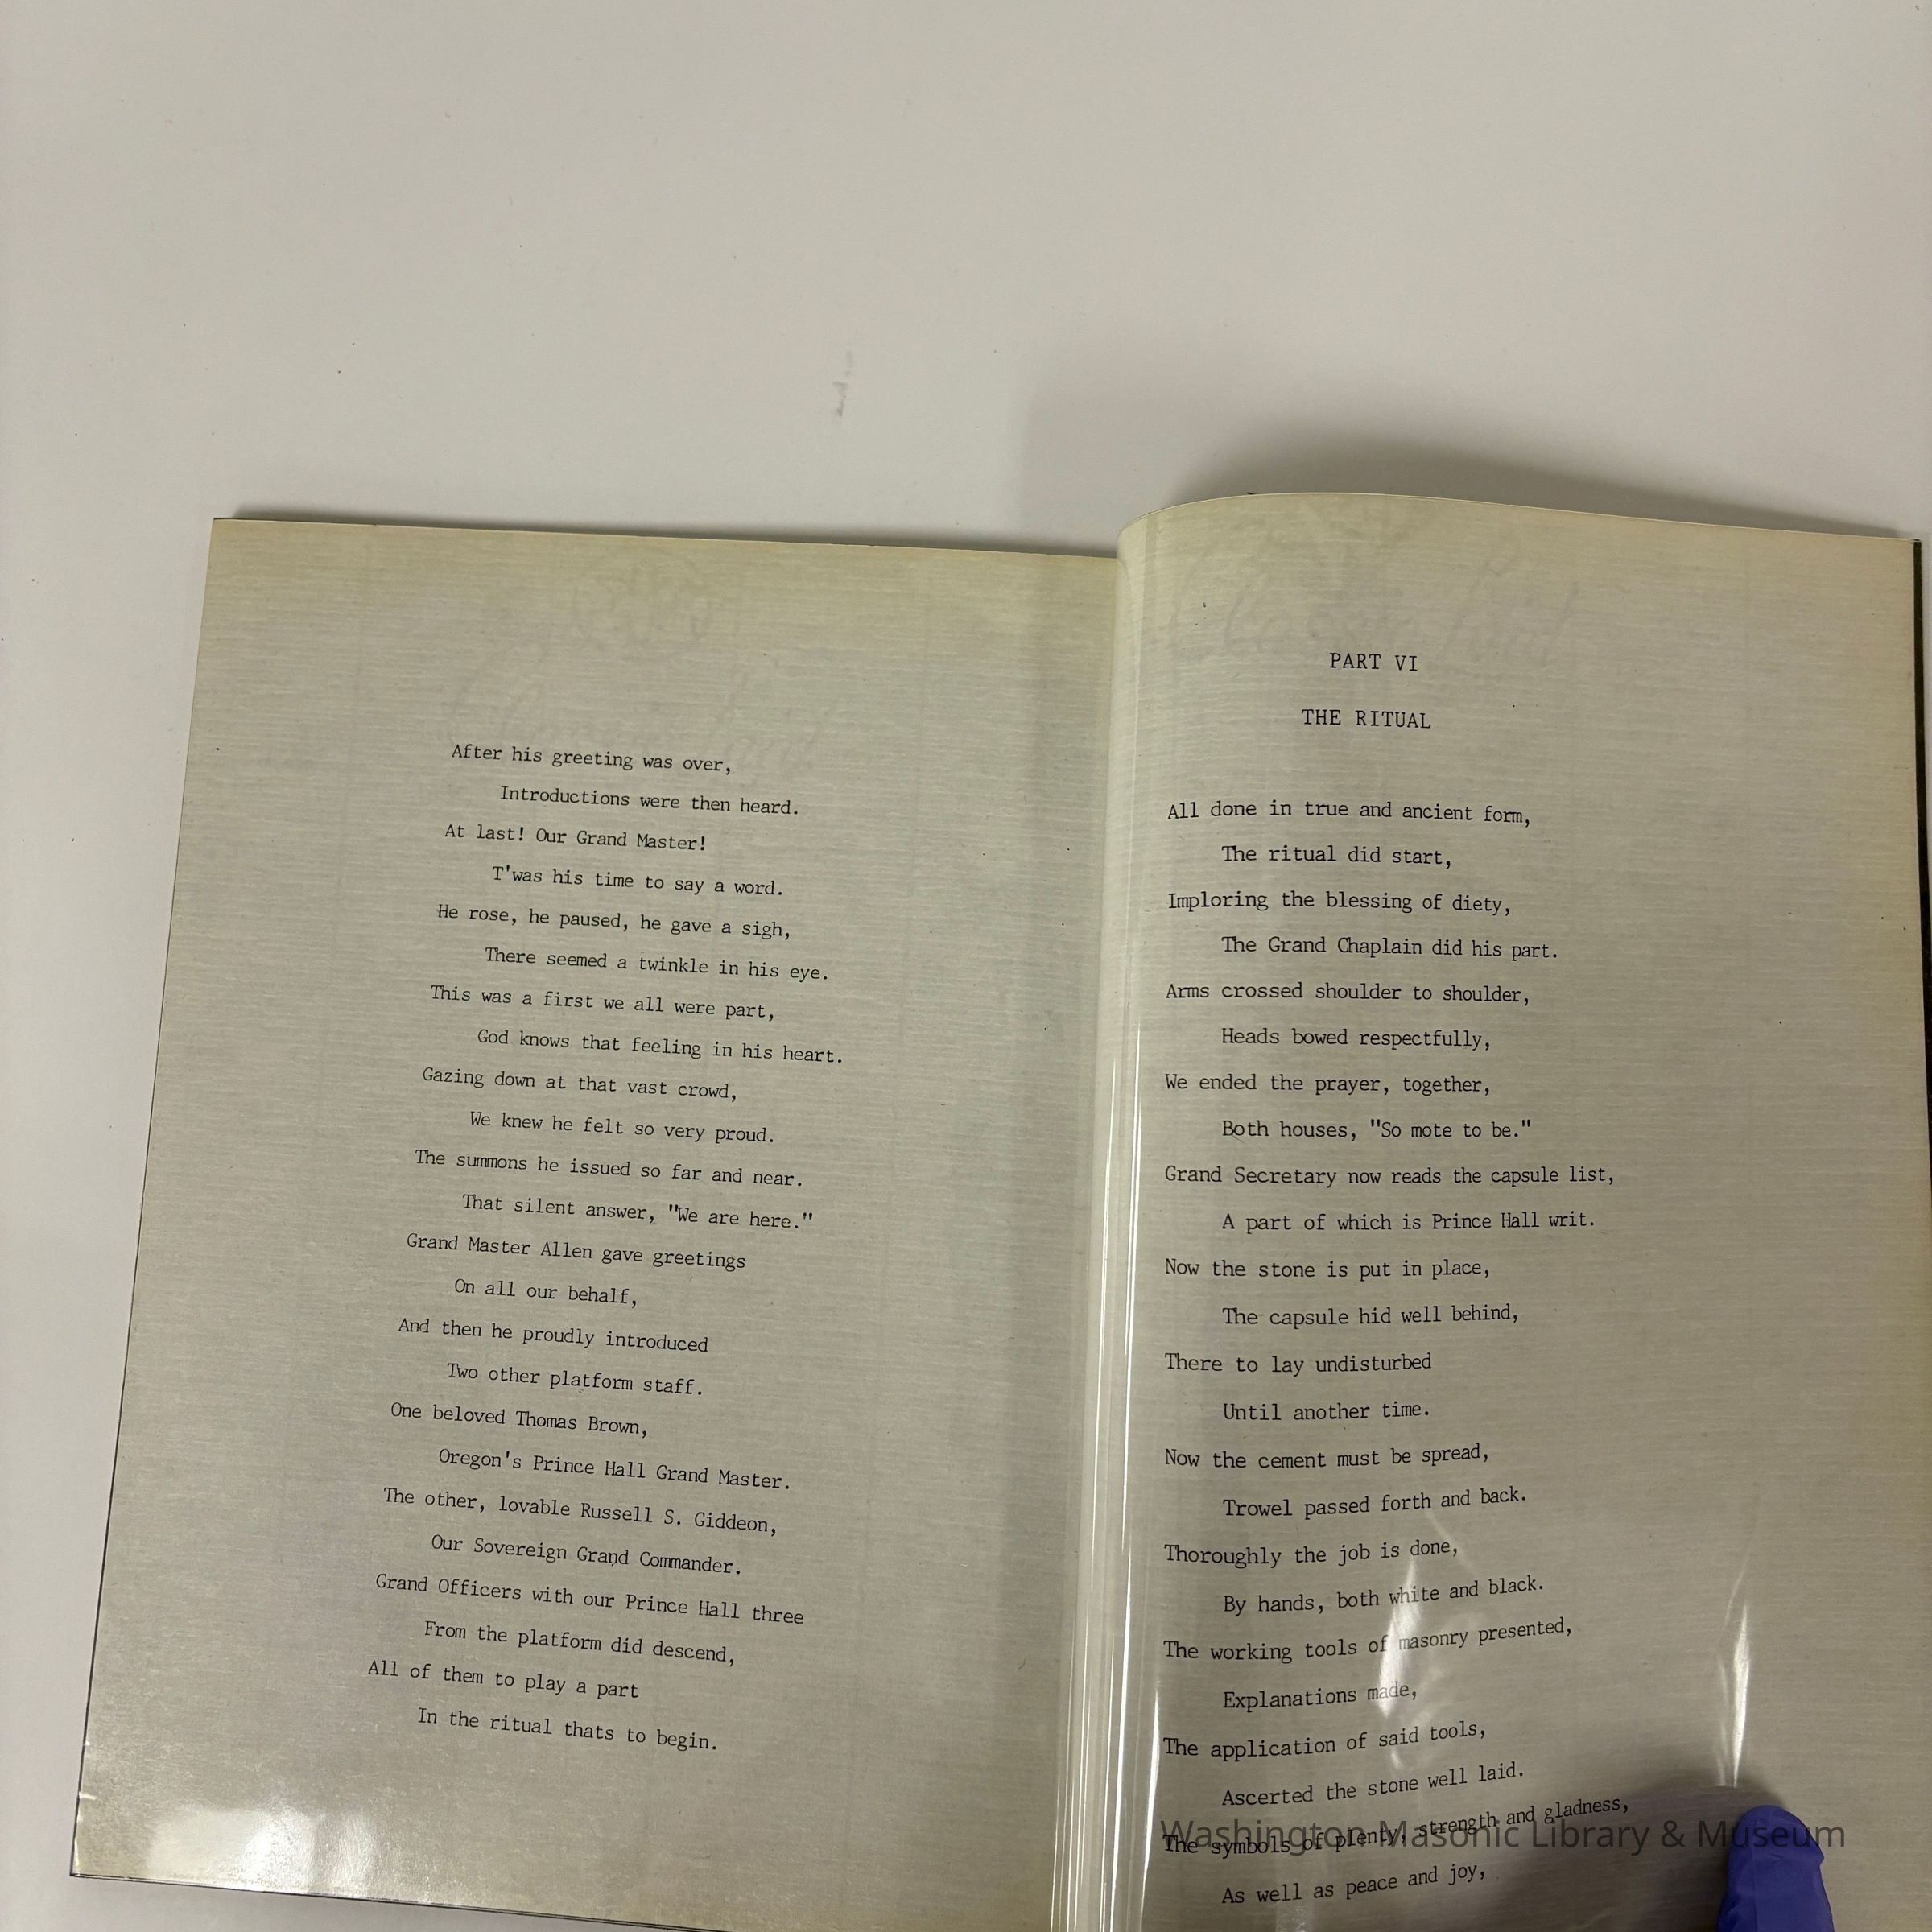 After his greeting was over,
Introductions were then heard.
At last! Our Grand Master!
T'was his time to say a word.
He rose, he paused, he gave a sigh,
There seemed a twinkle in his eye.
This was a first we all were part,
God knows that feeling in his heart.
Gazing down at that vast crowd,
We knew he felt so very proud.
The summons he issued so far and near.
That silent answer, "We are here."
Grand Master Allen gave greetings
On all our behalf,
And then he proudly introduced
Two other platform staff.
One beloved Thomas Brown,
Oregon's Prince Hall Grand Master.
The other, lovable Russell S. Giddeon,
Our Sovereign Grand Commander.
Grand Officers with our Prince Hall three
From the platform did descend,
All of them to play a part
In the ritual thats to begin.
PART VI
THE RITUAL
All done in true and ancient form,
The ritual did start,
Imploring the blessing of diety,
The Grand Chaplain did his part.
Arms crossed shoulder to shoulder,
Heads bowed respectfully,
We ended the prayer, together,
Both houses, "So mote to be."
Grand Secretary now reads the capsule list,
A part of which is Prince Hall writ.
Now the stone is put in place,
The capsule hid well behind,
There to lay undisturbed
Until another time.
Now the cement must be spread,
Trowel passed forth and back.
Thoroughly the job is done,
By hands, both white and black.
The working tools of masonry presented,
Explanations made,
The application of said tools,
Ascerted the stone well laid.
The symbols of plenty, strength and gladness,
As well as peace and joy,
Washington Masonic Library & Museum